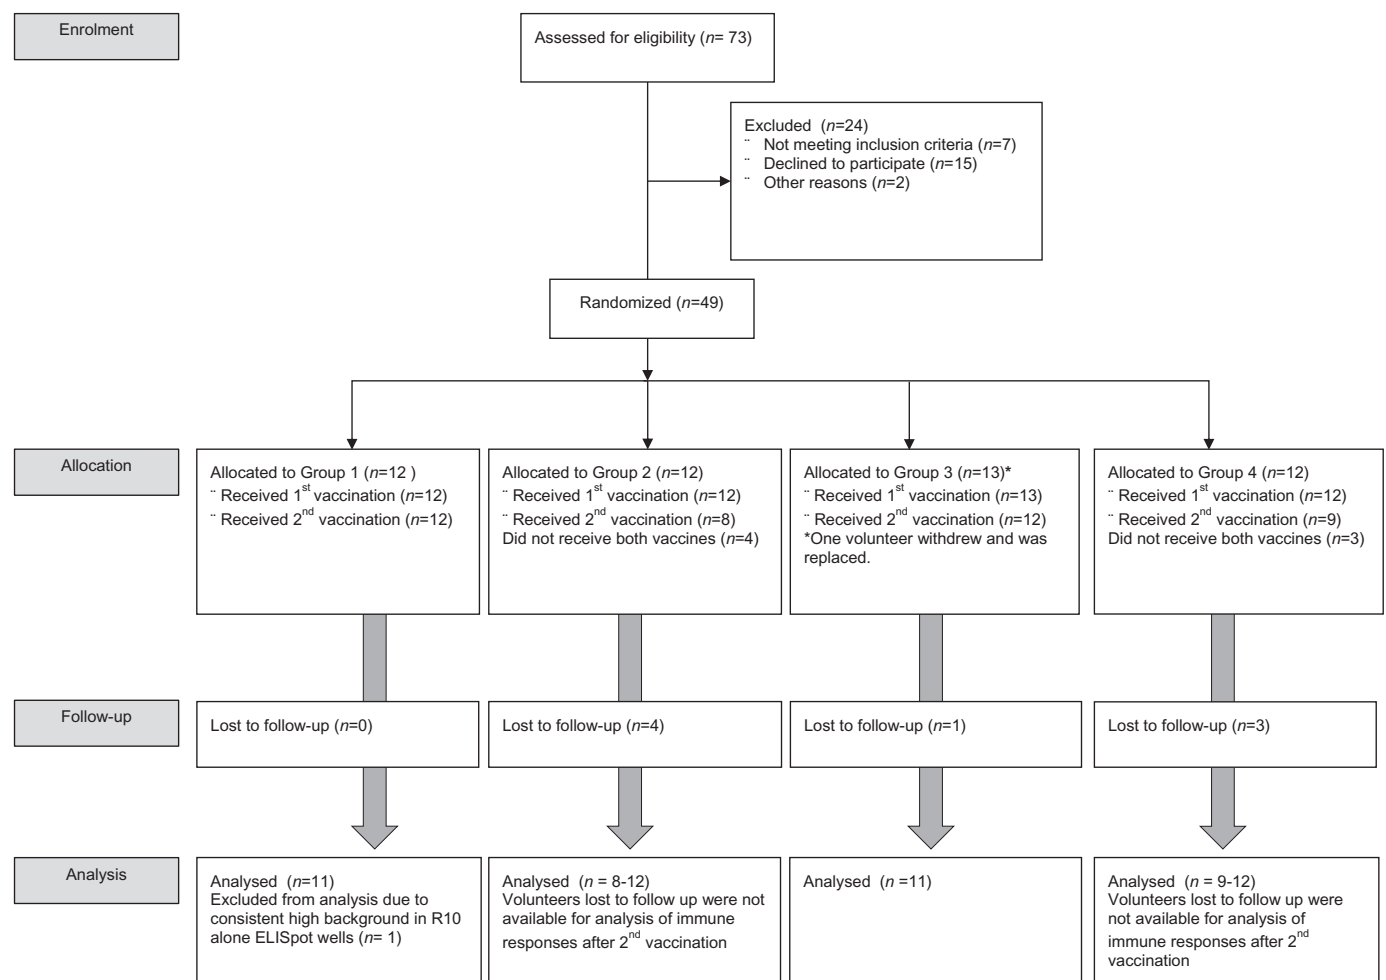 Enrolment
Assessed for eligibility (n= 73)
Excluded (n=24)
¨ Not meeting inclusion criteria (n=7)
¨ Declined to participate (n=15)
¨ Other reasons (n=2)
Randomized (n=49)
Allocation
Allocated to Group 1 (n=12 )
¨ Received 1st vaccination (n=12)
¨ Received 2nd vaccination (n=12)
Allocated to Group 2 (n=12)
¨ Received 1st vaccination (n=12)
¨ Received 2nd vaccination (n=8)
Did not receive both vaccines (n=4)
Allocated to Group 3 (n=13)*
¨ Received 1st vaccination (n=13)
¨ Received 2nd vaccination (n=12)
*One volunteer withdrew and was
replaced.
Allocated to Group 4 (n=12)
¨ Received 1st vaccination (n=12)
¨ Received 2nd vaccination (n=9)
Did not receive both vaccines (n=3)
Follow-up
Lost to follow-up (n=0)
Lost to follow-up (n=4)
Lost to follow-up (n=1)
Lost to follow-up (n=3)
Analysis
Analysed (n=11)
Excluded from analysis due to
consistent high background in R10
alone ELISpot wells (n= 1)
Analysed (n = 8-12)
Volunteers lost to follow up were not
available for analysis of immune
responses after 2nd vaccination
Analysed (n =11)
Analysed (n = 9-12)
Volunteers lost to follow up were
not available for analysis of
immune responses after 2nd
vaccination